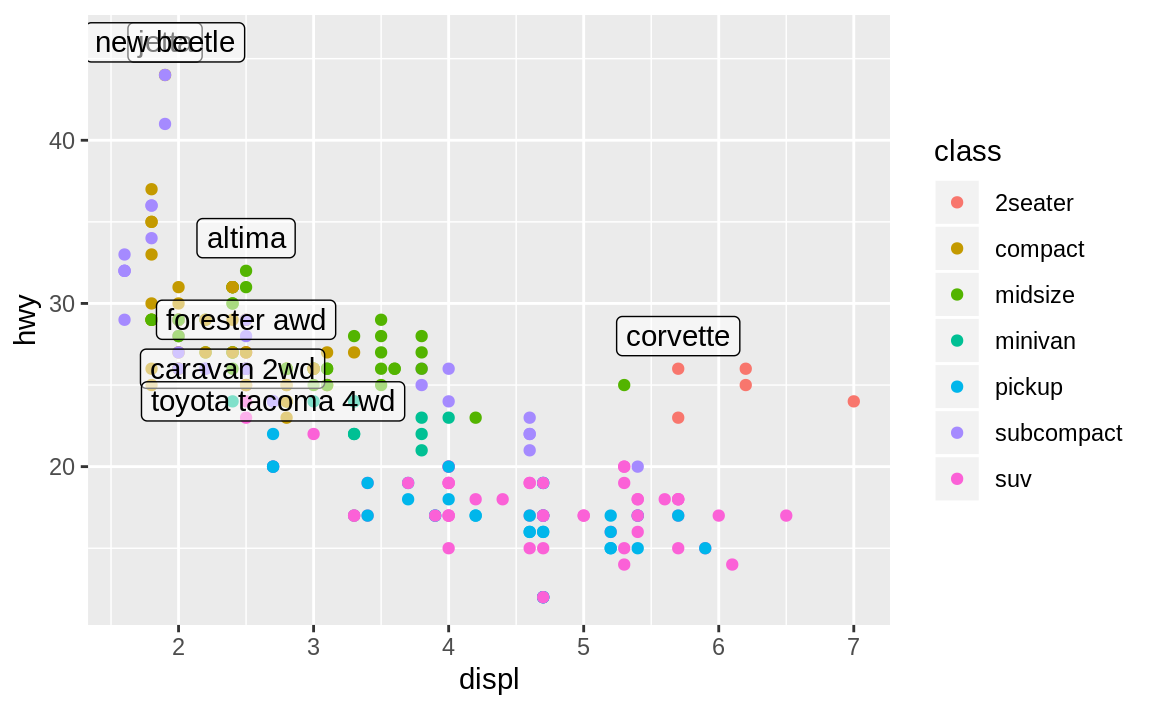 new beetle
jetta
40
altima
30
forester awd
corvette
caravan 2wd
toyota tacoma 4wd
20
hwy
2
3
4
5
6
7
displ
class
2seater
compact
midsize
minivan
pickup
subcompact
suv